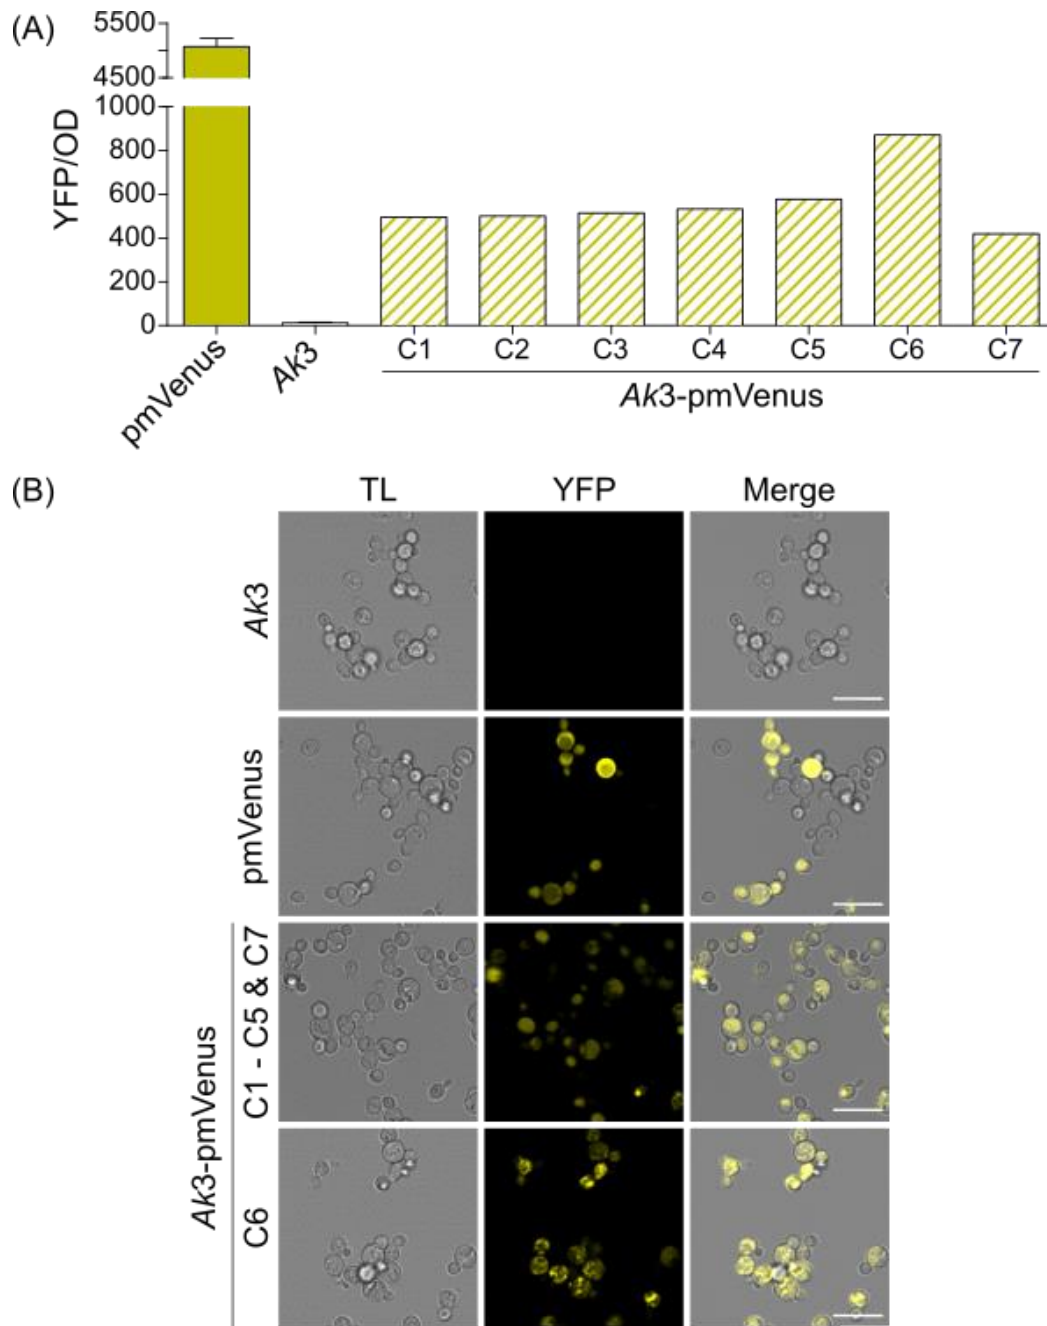 (A)
YFP/OD
5500
4500
1000
800
600
400
200
0
pmVenus
Ak3
C1 C2 C3 C4 C5 C6 C7
Ak3-pmVenus
(B)
TL YFP Merge
Ak3
pmVenus
Ak3-pmVenus
C1 - C5 & C7
C6